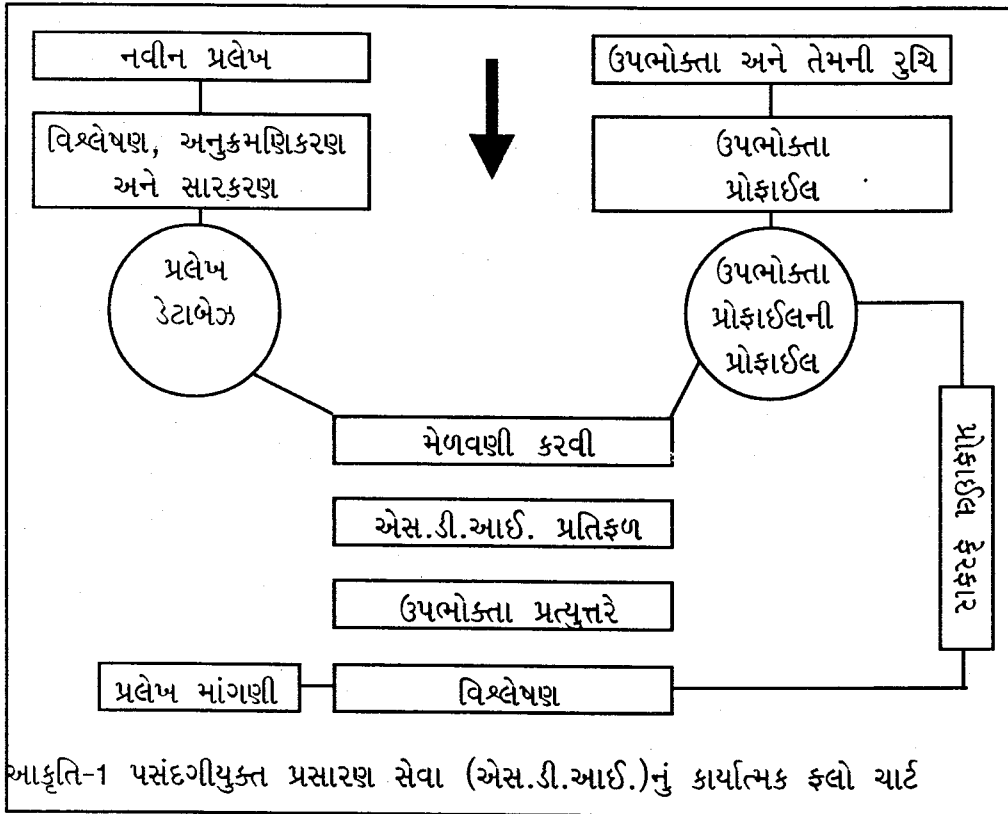 નવીન પ્રલેખ
વિશ્લેષણ, અનુક્રમણિકરણ
અને સારકરણ
પ્રલેખ
ડેટાબેઝ
ઉપભોક્તા અને તેમની રુચિ
ઉપભોક્તા
પ્રોફાઈલ
ઉપભોક્તા
પ્રોફાઈલની
પ્રોફાઈલ
મેળવણી કરવી
એસ.ડી.આઈ. પ્રતિફળ
ઉપભોક્તા પ્રત્યુત્તરે
પ્રલેખ માંગણી
વિશ્લેષણ
પ્રોફાઈલ ફેરફાર
આકૃતિ-1 પસંદગીયુક્ત પ્રસારણ સેવા (એસ.ડી.આઈ.)નું કાર્યાત્મક ફ્લો ચાર્ટ